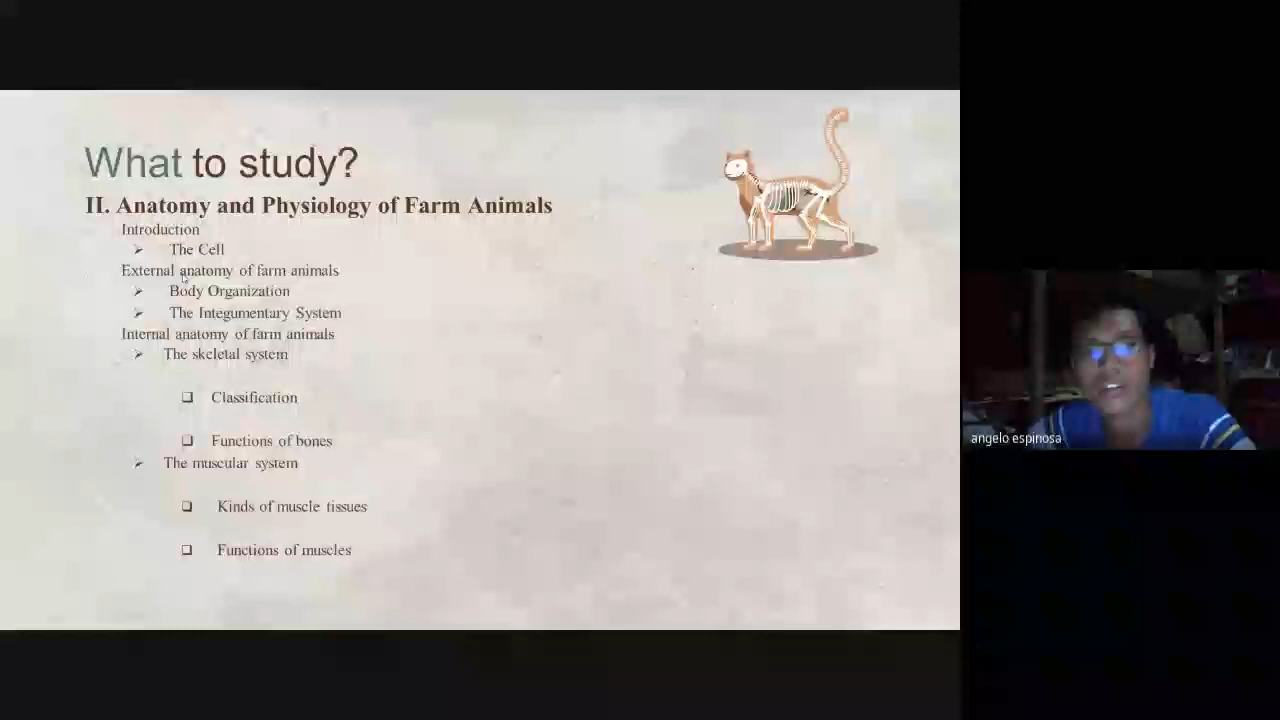 What to study?
II. Anatomy and Physiology of Farm Animals
Introduction
The Cell
External anatomy of farm animals
Body Organization
The Integumentary System
Internal anatomy of farm animals
The skeletal system
Classification
Functions of bones
The muscular system
Kinds of muscle tissues
Functions of muscles
angelo espinosa